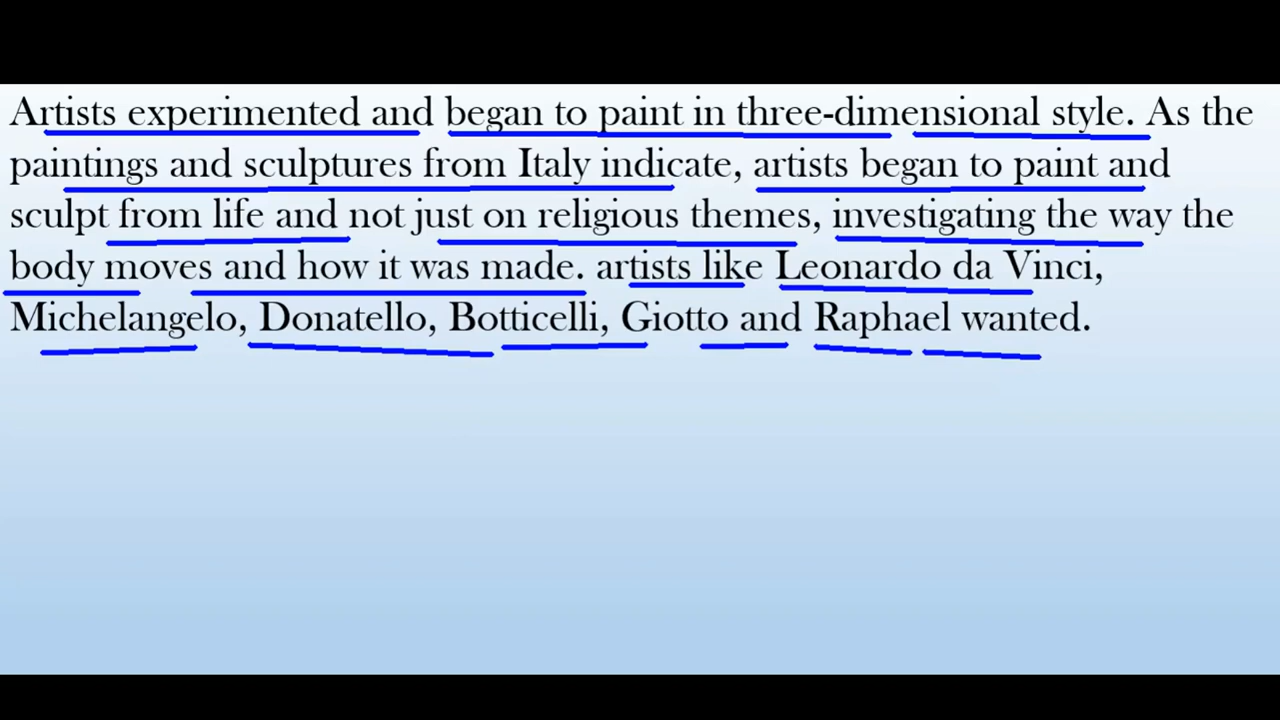 Artists experimented and began to paint in three-dimensional style. As the
paintings and sculptures from Italy indicate, artists began to paint and
sculpt from life and not just on religious themes, investigating the way the
body moves and how it was made. artists like Leonardo da Vinci,
Michelangelo, Donatello, Botticelli, Giotto and Raphael wanted.